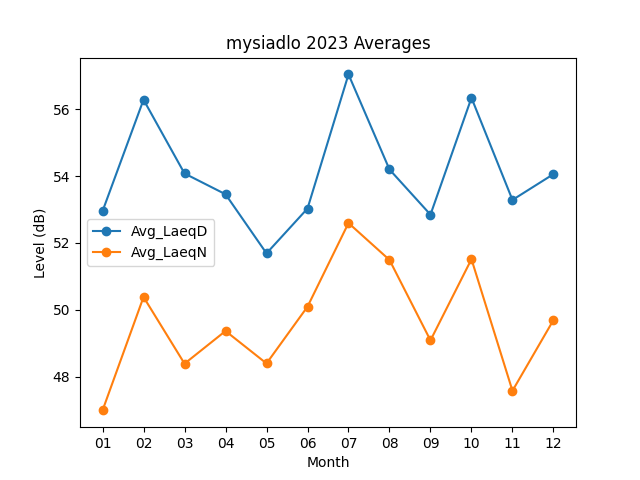 mysiadlo 2023 Averages
Level (dB)
56
54
52
50
48
Avg_LaeqD
Avg_LaeqN
01 02 03 04 05 06 07 08 09 10 11 12
Month